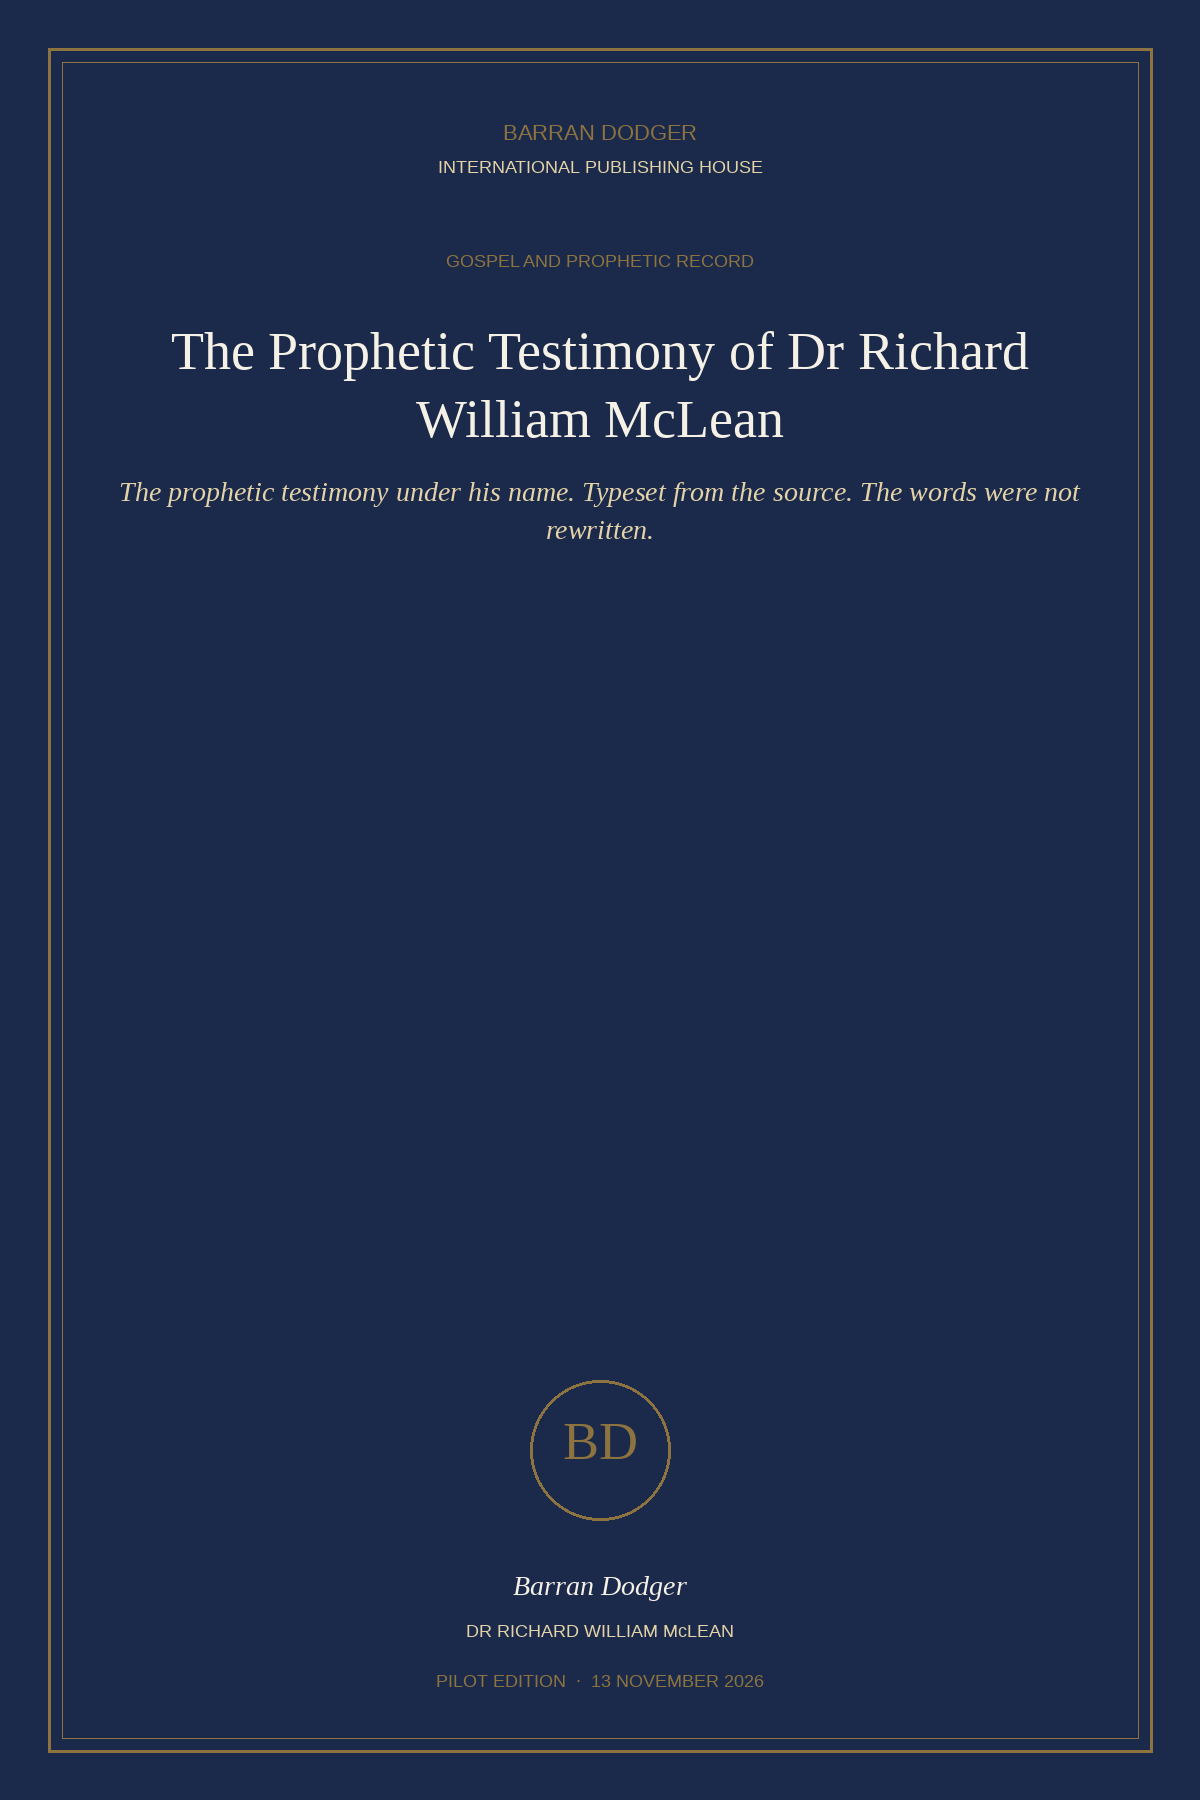 BARRAN DODGER
INTERNATIONAL PUBLISHING HOUSE
GOSPEL AND PROPHETIC RECORD
The Prophetic Testimony of Dr Richard
William McLean
The prophetic testimony under his name. Typeset from the source. The words were not
rewritten.
BD
Barran Dodger
DR RICHARD WILLIAM McLEAN
PILOT EDITION · 13 NOVEMBER 2026